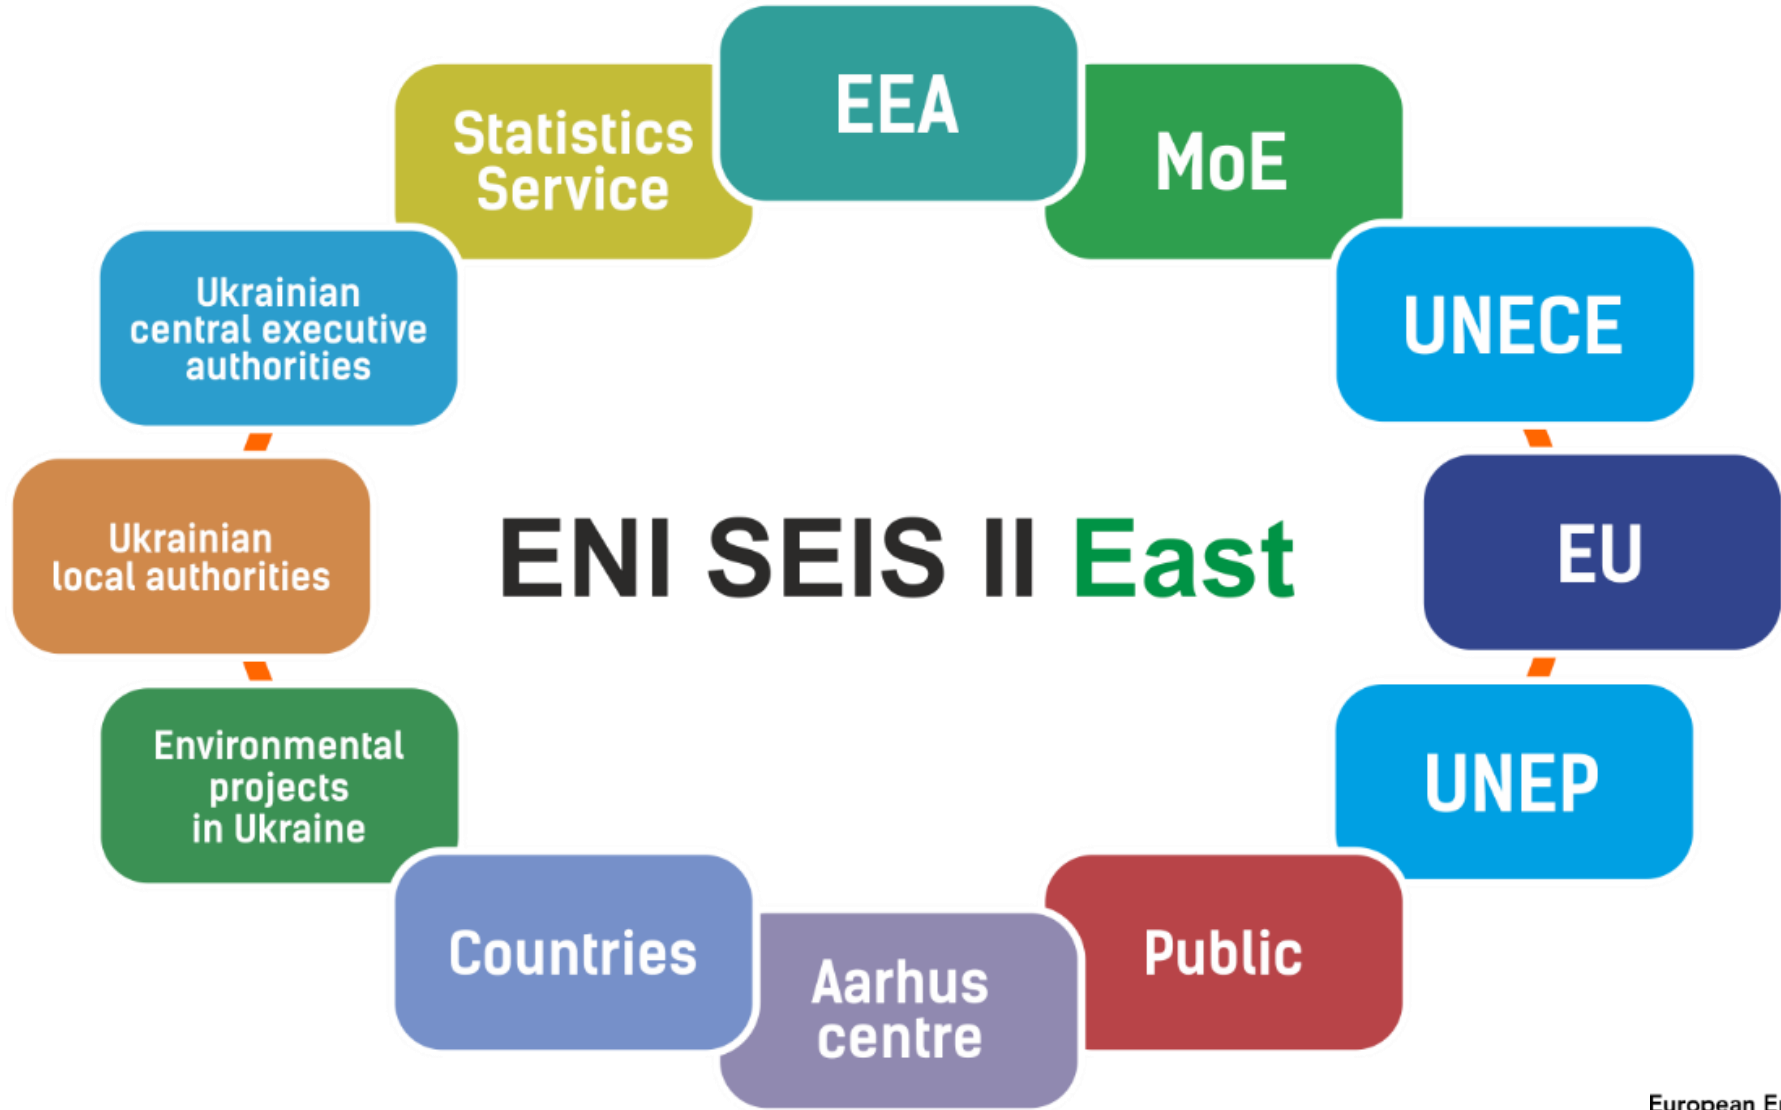 EEA
Statistics
Service
MoE
Ukrainian
central executive
authorities
UNECE
Ukrainian
local authorities
ENI SEIS II East
EU
Environmental
projects
in Ukraine
UNEP
Countries
Aarhus
centre
Public
European